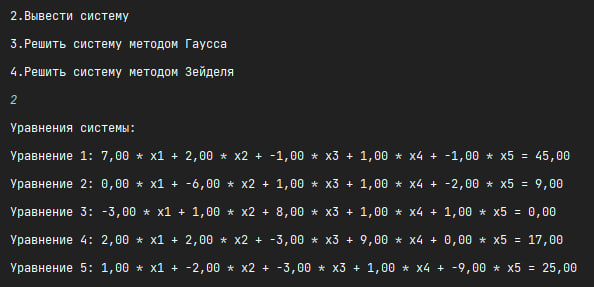 2.Вывести систему
3.Решить систему методом Гаусса
4.Решить систему методом Зейделя
2
Уравнения системы:
Уравнение 1: 7,00 * x1 + 2,00 * x2 + -1,00 * x3 + 1,00 * x4 + -1,00 * x5 = 45,00
Уравнение 2: 0,00 * x1 + -6,00 * x2 + 1,00 * x3 + 1,00 * x4 + -2,00 * x5 = 9,00
Уравнение 3: -3,00 * x1 + 1,00 * x2 + 8,00 * x3 + 1,00 * x4 + 1,00 * x5 = 0,00
Уравнение 4: 2,00 * x1 + 2,00 * x2 + -3,00 * x3 + 9,00 * x4 + 0,00 * x5 = 17,00
Уравнение 5: 1,00 * x1 + -2,00 * x2 + -3,00 * x3 + 1,00 * x4 + -9,00 * x5 = 25,00